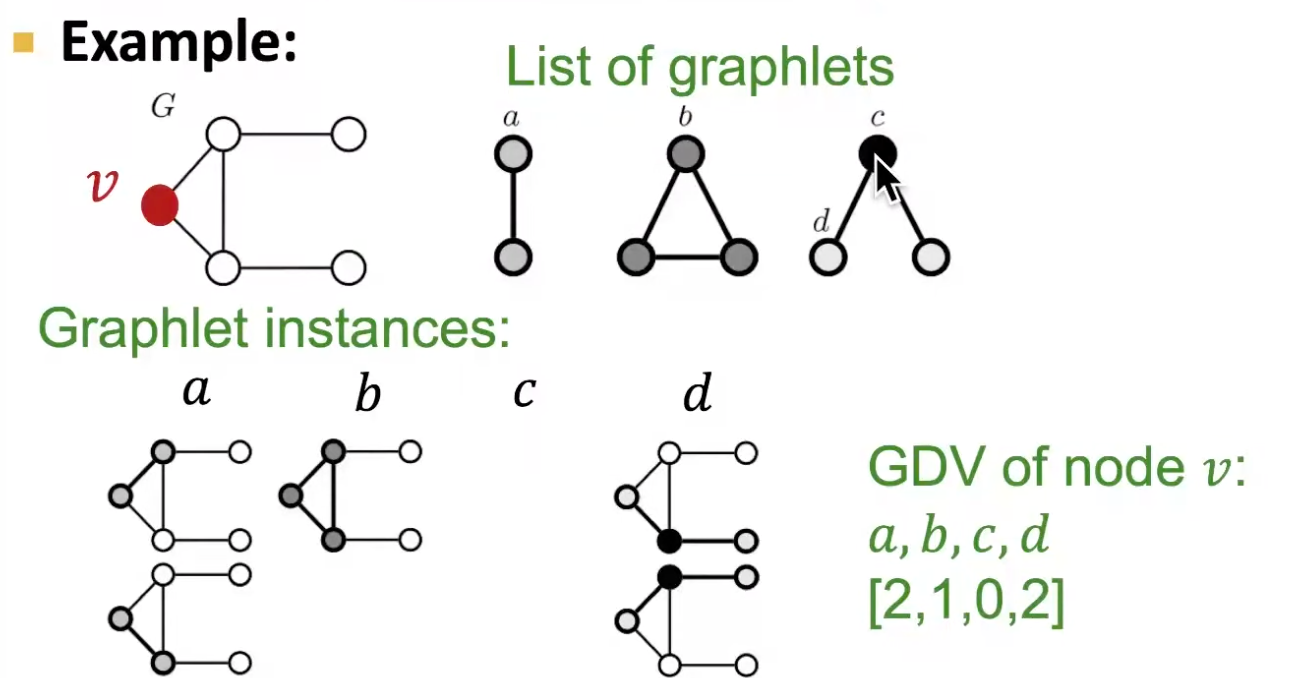 Example:
List of graphlets
G
a
b
c
v
d
Graphlet instances:
a b c d
GDV of node v:
a, b, c, d
[2,1,0,2]